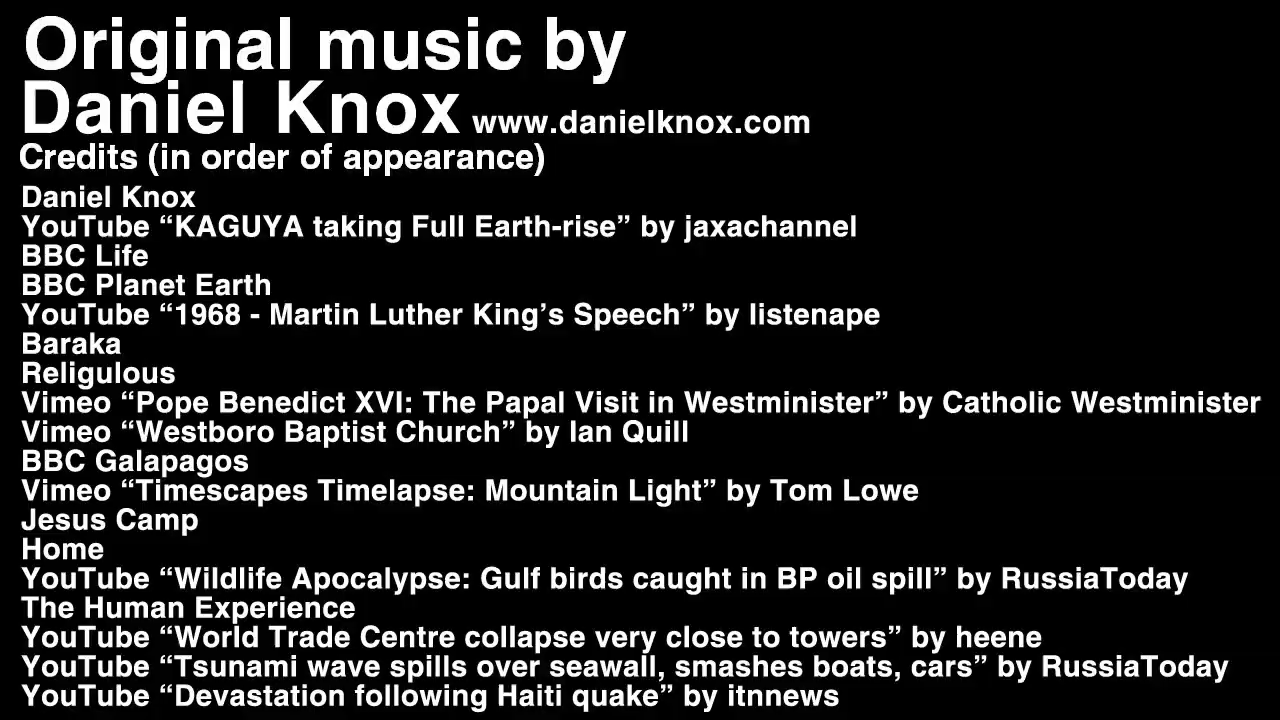 Original music by
Daniel Knox www.danielknox.com
Credits (in order of appearance)
Daniel Knox
YouTube “KAGUYA taking Full Earth-rise” by jaxachannel
BBC Life
BBC Planet Earth
YouTube “1968 - Martin Luther King’s Speech” by listenape
Baraka
Religulous
Vimeo “Pope Benedict XVI: The Papal Visit in Westminister” by Catholic Westminister
Vimeo “Westboro Baptist Church” by Ian Quill
BBC Galapagos
Vimeo “Timescapes Timelapse: Mountain Light” by Tom Lowe
Jesus Camp
Home
YouTube “Wildlife Apocalypse: Gulf birds caught in BP oil spill” by RussiaToday
The Human Experience
YouTube “World Trade Centre collapse very close to towers” by heene
YouTube “Tsunami wave spills over seawall, smashes boats, cars” by RussiaToday
YouTube “Devastation following Haiti quake” by itnnews